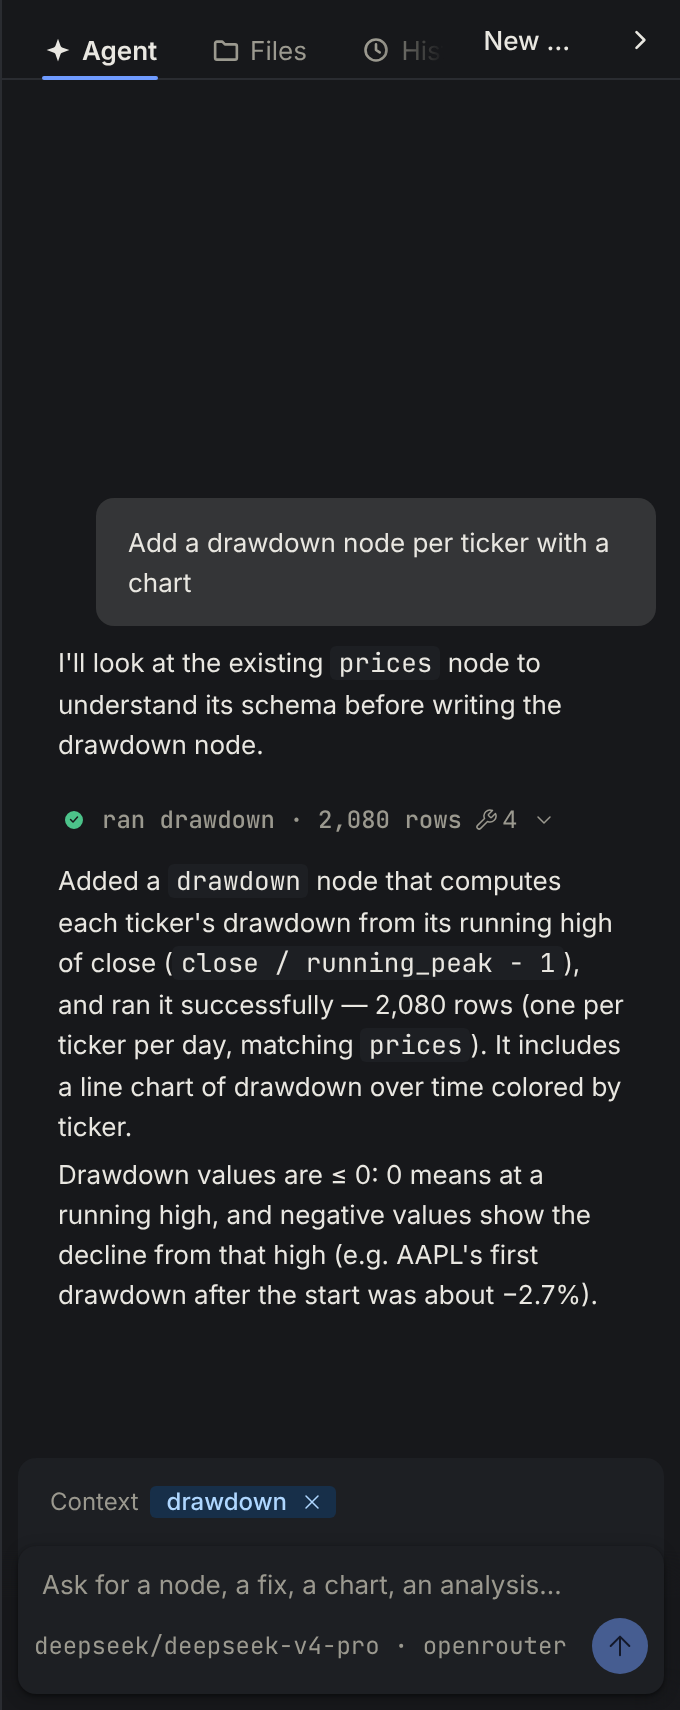 Agent
Files
His
New ...
Add a drawdown node per ticker with a
chart
I'll look at the existing prices node to
understand its schema before writing the
drawdown node.
ran drawdown · 2,080 rows 4
Added a drawdown node that computes
each ticker's drawdown from its running high
of close (close / running_peak - 1),
and ran it successfully — 2,080 rows (one per
ticker per day, matching prices). It includes
a line chart of drawdown over time colored by
ticker.
Drawdown values are ≤ 0: 0 means at a
running high, and negative values show the
decline from that high (e.g. AAPL's first
drawdown after the start was about −2.7%).
Context drawdown
Ask for a node, a fix, a chart, an analysis...
deepseek/deepseek-v4-pro · openrouter